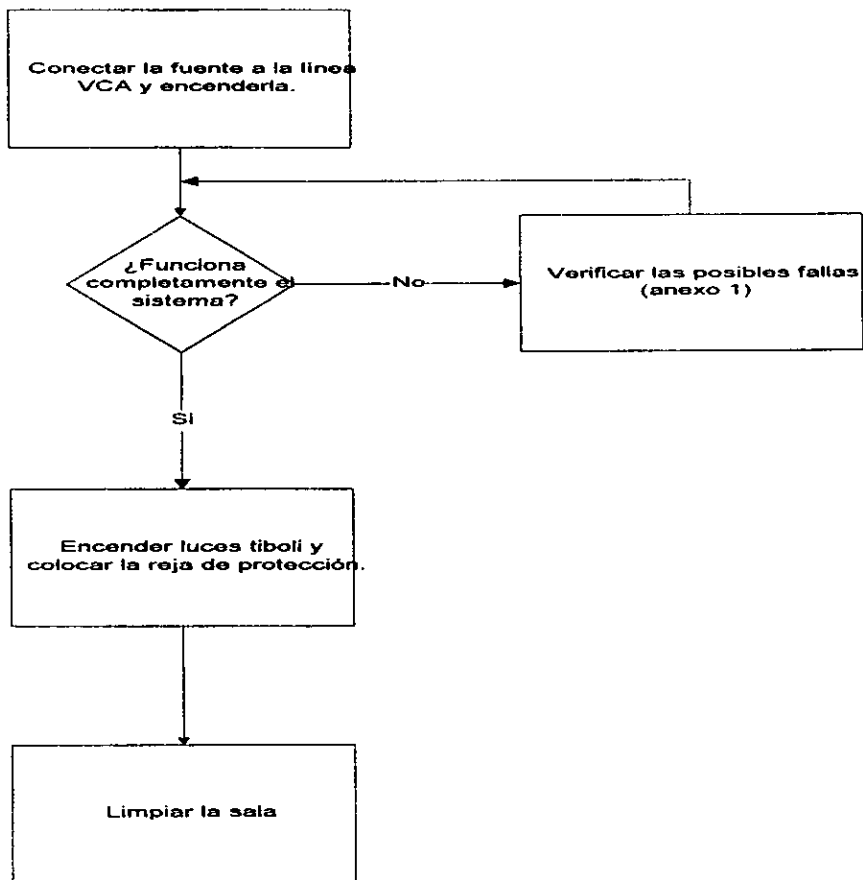 Conectar la fuente a la línea
VCA y encenderla.
¿Funciona
completamente el
sistema?
No
Verificar las posibles fallas
(anexo 1)
Si
Encender luces tiboli y
colocar la reja de protección.
Limpiar la sala